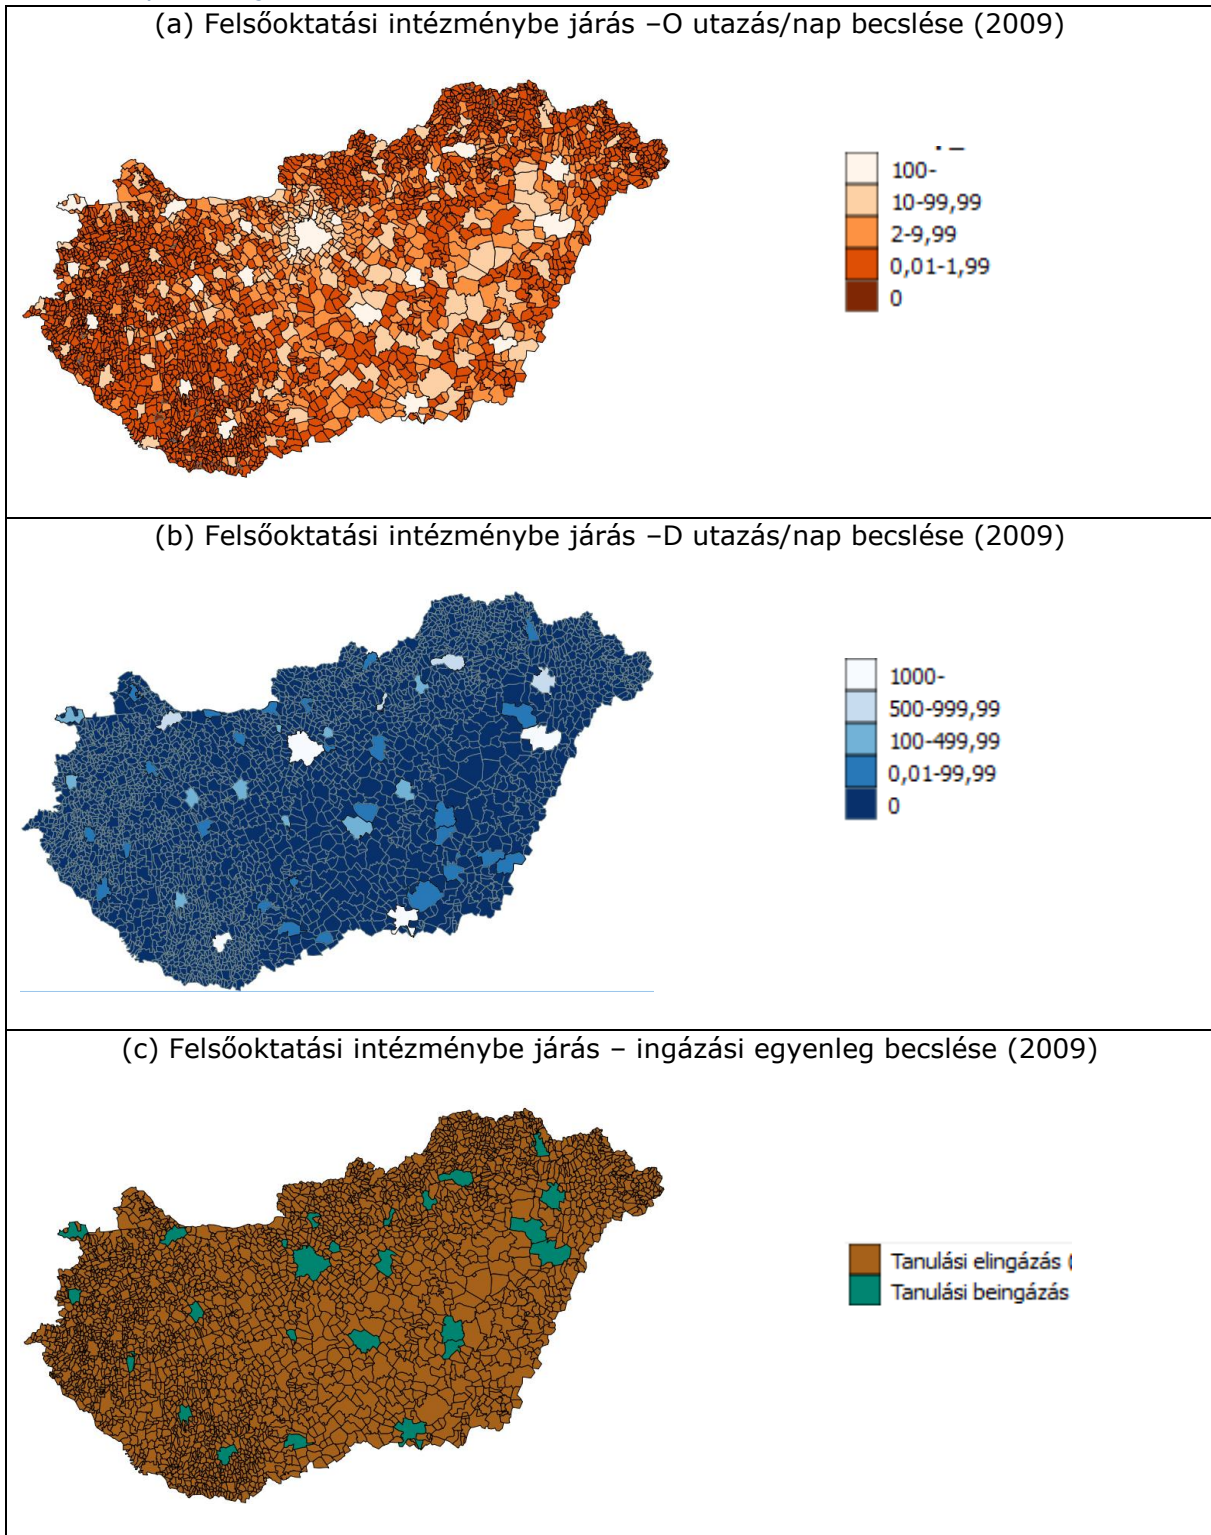 (a) Felsőoktatási intézménybe járás –O utazás/nap becslése (2009)
100-
10-99,99
2-9,99
0,01-1,99
0
(b) Felsőoktatási intézménybe járás –D utazás/nap becslése (2009)
1000-
500-999,99
100-499,99
0,01-99,99
0
(c) Felsőoktatási intézménybe járás – ingázási egyenleg becslése (2009)
Tanulási elingázás (
Tanulási beingázás